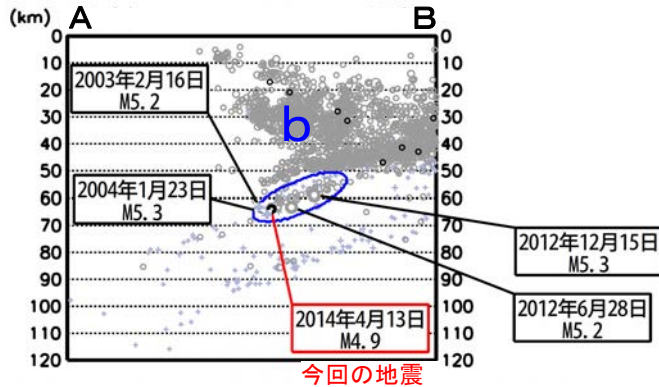 (km) A B
0 0
10 10
20 20
30 30
40 40
50 50
60 60
70 70
80 80
90 90
100 100
110 110
120 120
2003年2月16日
M5.2
b
2004年1月23日
M5.3
2012年12月15日
M5.3
2012年6月28日
M5.2
2014年4月13日
M4.9
今回の地震